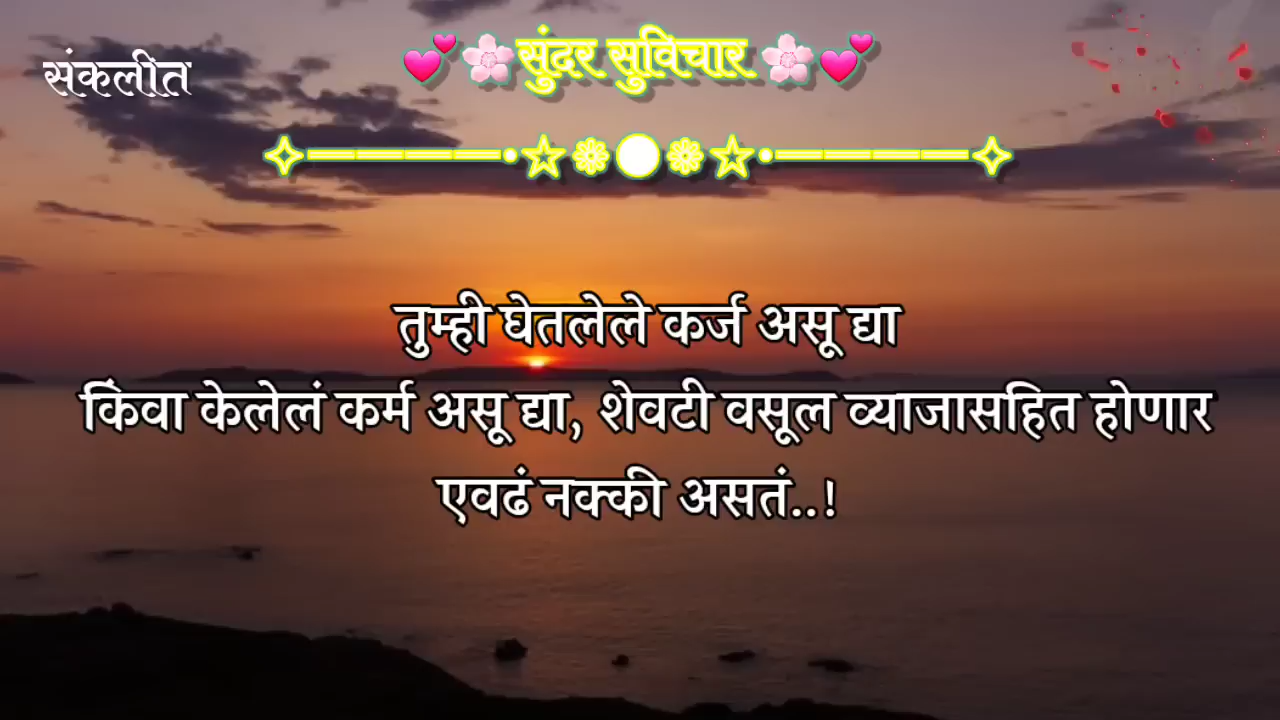 संकलीत
💕🌸सुंदर सुविचार🌸💕
तुम्ही घेतलेले कर्ज असू द्या
किंवा केलेलं कर्म असू द्या, शेवटी वसूल व्याजासहित होणार
एवढं नक्की असतं..!